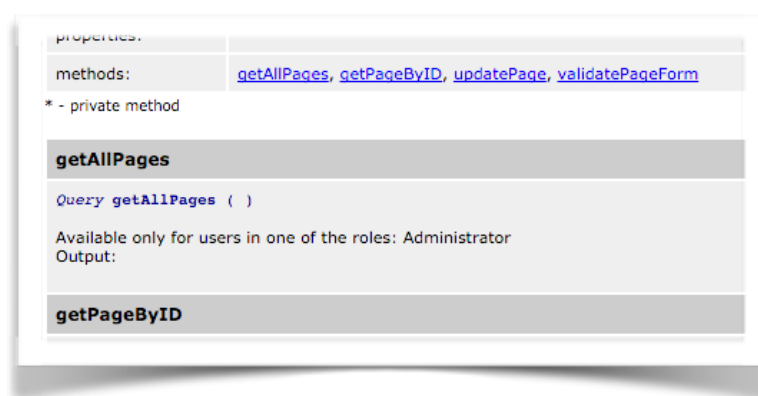 properties:
methods: getAllPages, getPageByID, updatePage, validatePageForm
* - private method
getAllPages
Query getAllPages ( )
Available only for users in one of the roles: Administrator
Output:
getPageByID